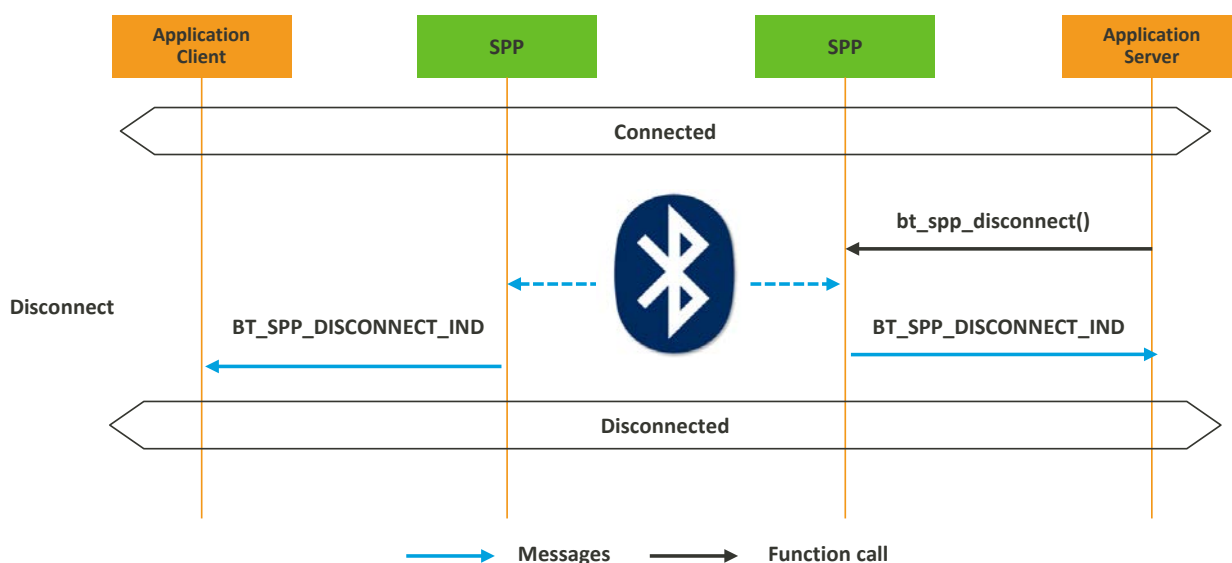 Application
Client
SPP
SPP
Application
Server
Connected
bt_spp_disconnect()
Disconnect
BT_SPP_DISCONNECT_IND
BT_SPP_DISCONNECT_IND
Disconnected
Messages
Function call